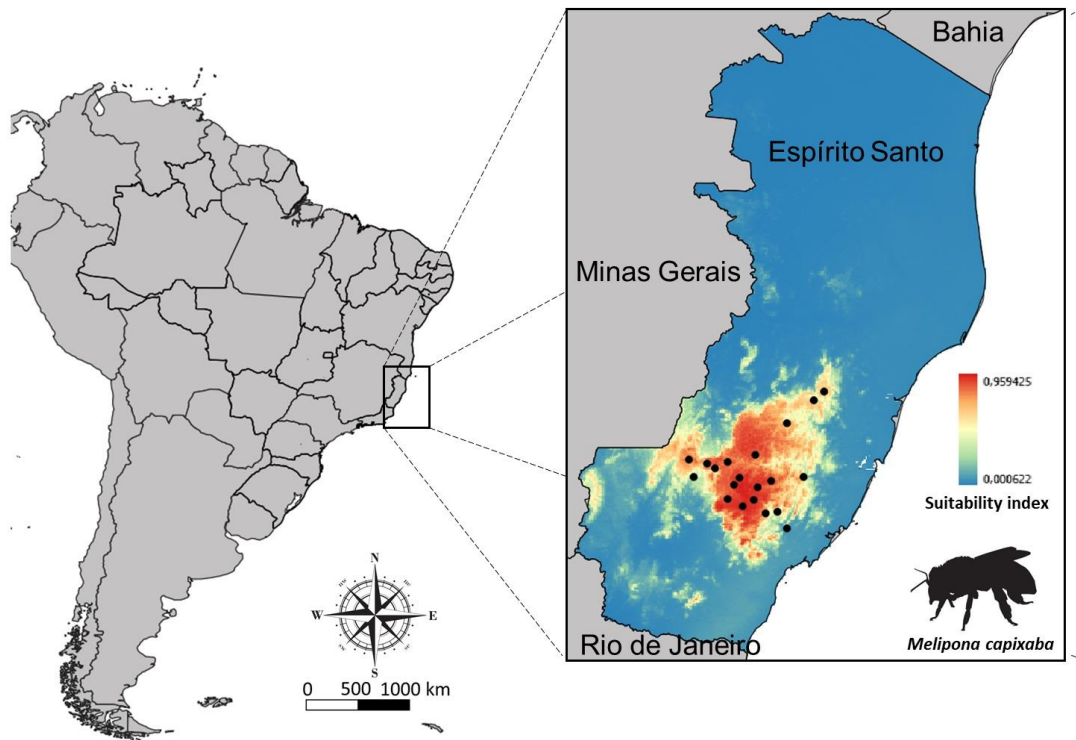 Bahia
Espírito Santo
Minas Gerais
0,959425
0,000622
Suitability index
Melipona capixaba
Rio de Janeiro
N
W E
S
0 500 1000 km